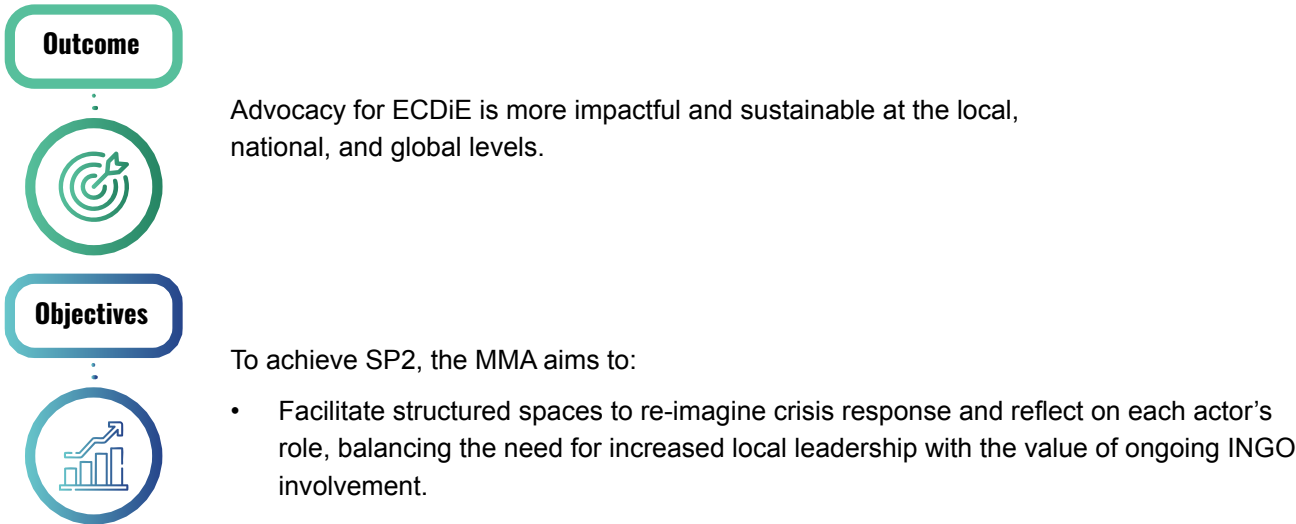 Outcome
Advocacy for ECDiE is more impactful and sustainable at the local,
national, and global levels.
Objectives
To achieve SP2, the MMA aims to:
• Facilitate structured spaces to re-imagine crisis response and reflect on each actor’s
role, balancing the need for increased local leadership with the value of ongoing INGO
involvement.